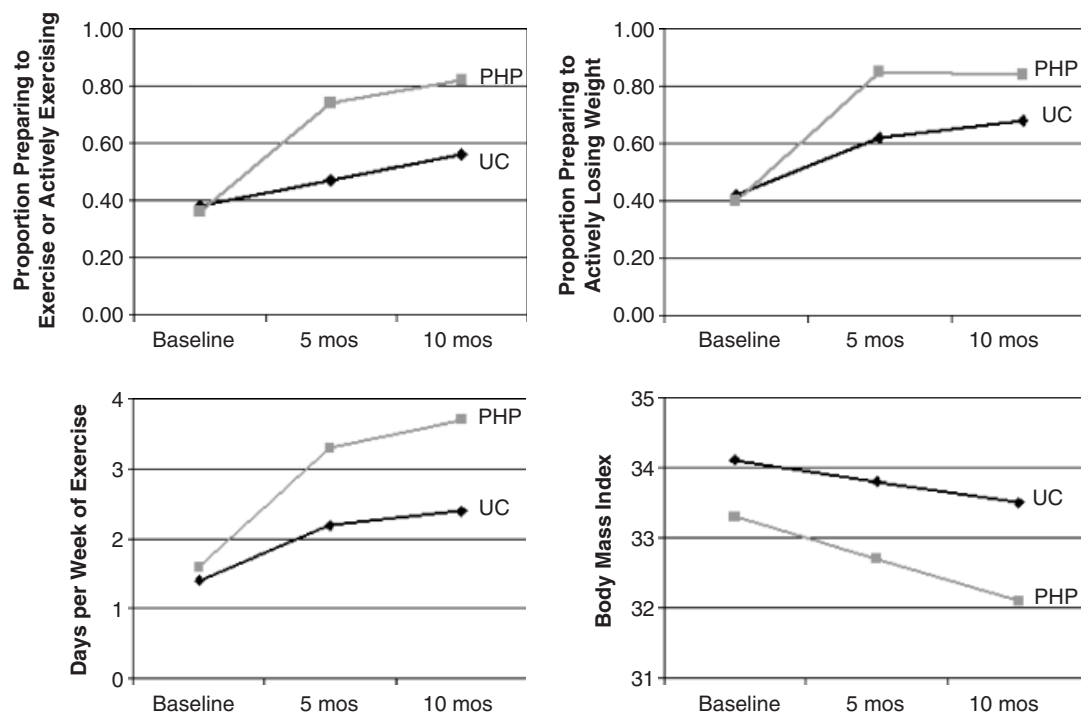 Proportion Preparing to
Exercise or Actively Exercising
1.00
0.80
0.60
0.40
0.20
0.00
PHP
UC
Baseline
5 mos
10 mos
Proportion Preparing to
Actively Losing Weight
1.00
0.80
0.60
0.40
0.20
0.00
PHP
UC
Baseline
5 mos
10 mos
Days per Week of Exercise
4
3
2
1
0
PHP
UC
Baseline
5 mos
10 mos
Body Mass Index
35
34
33
32
31
UC
PHP
Baseline
5 mos
10 mos